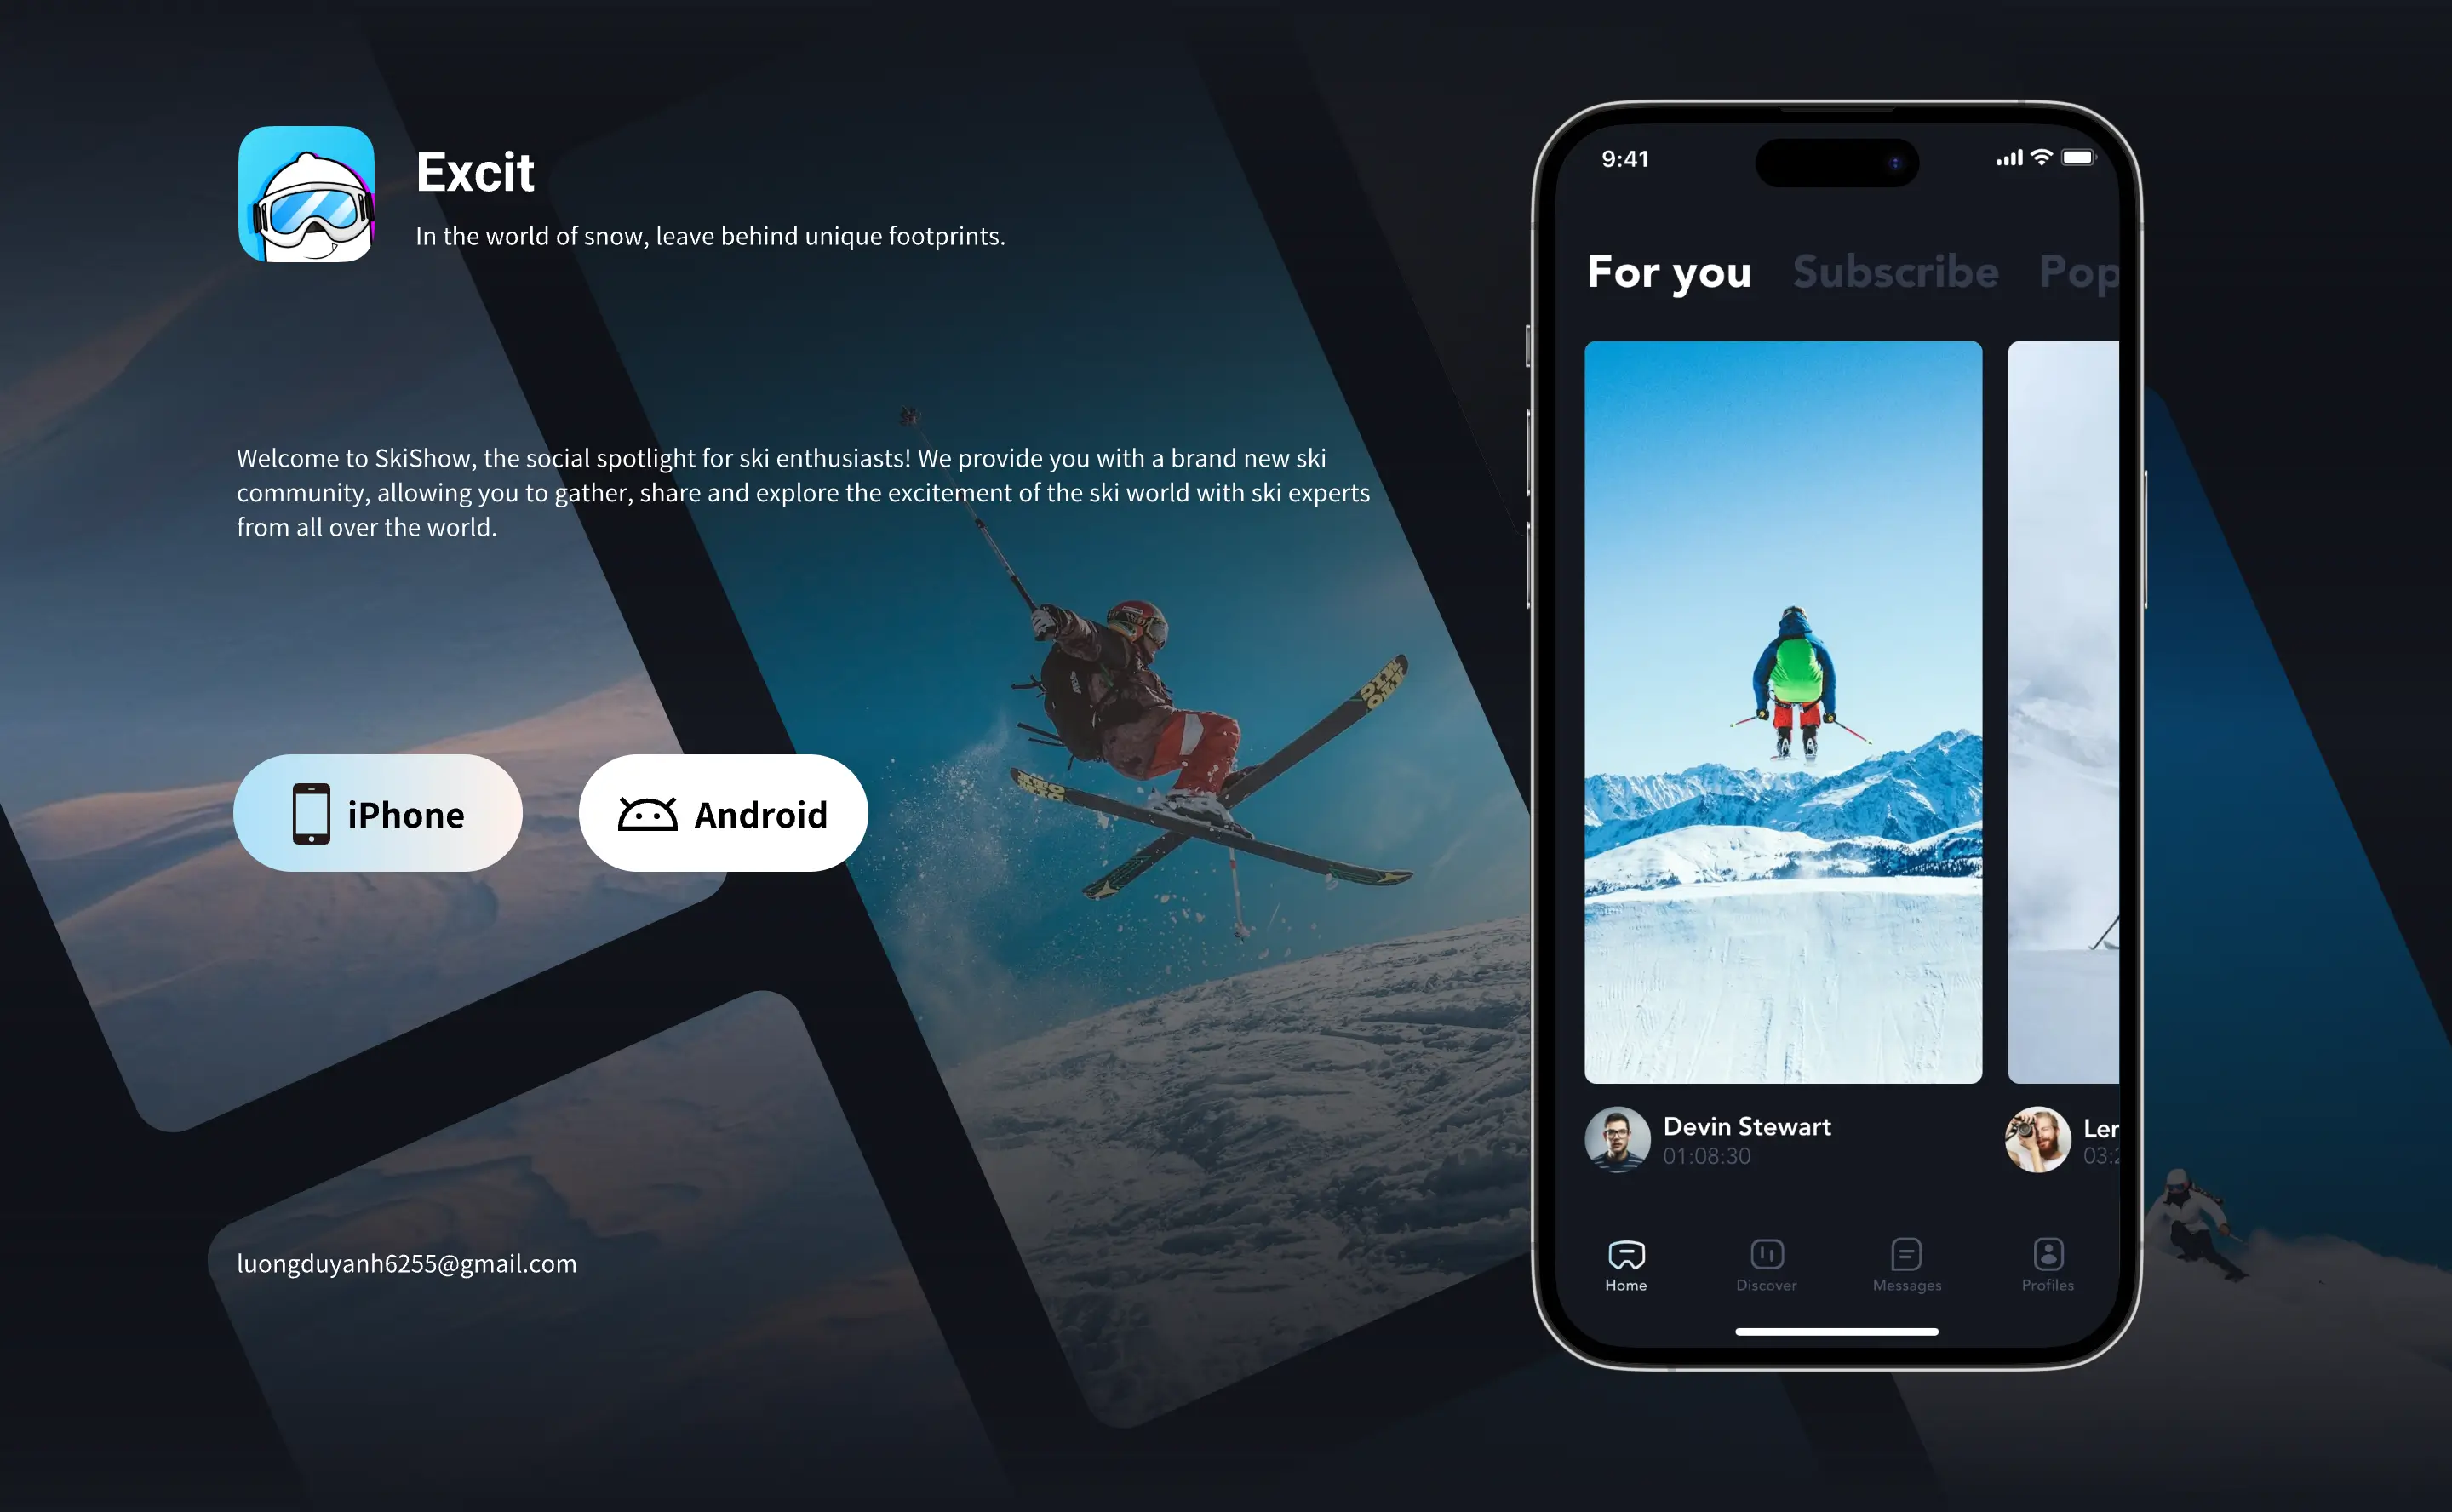 Excit
In the world of snow, leave behind unique footprints.
Welcome to SkiShow, the social spotlight for ski enthusiasts! We provide you with a brand new ski
community, allowing you to gather, share and explore the excitement of the ski world with ski experts
from all over the world.
iPhone
Android
luongduyanh6255@gmail.com
9:41
For you Subscribe Pop
Devin Stewart
01:08:30
Ler
03:2
Home Discover Messages Profiles